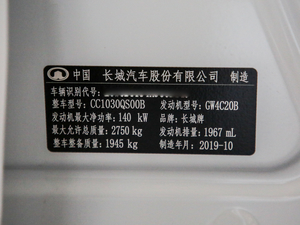 中国 长城汽车股份有限公司 制造
车辆识别代号:
整车型号: CC1030QS00B 发动机型号: GW4C20B
发动机最大净功率: 140 kW 品牌: 长城牌
最大允许总质量: 2750 kg 发动机排量: 1967 mL
整车整备质量: 1945 kg 制造年月: 2019-10